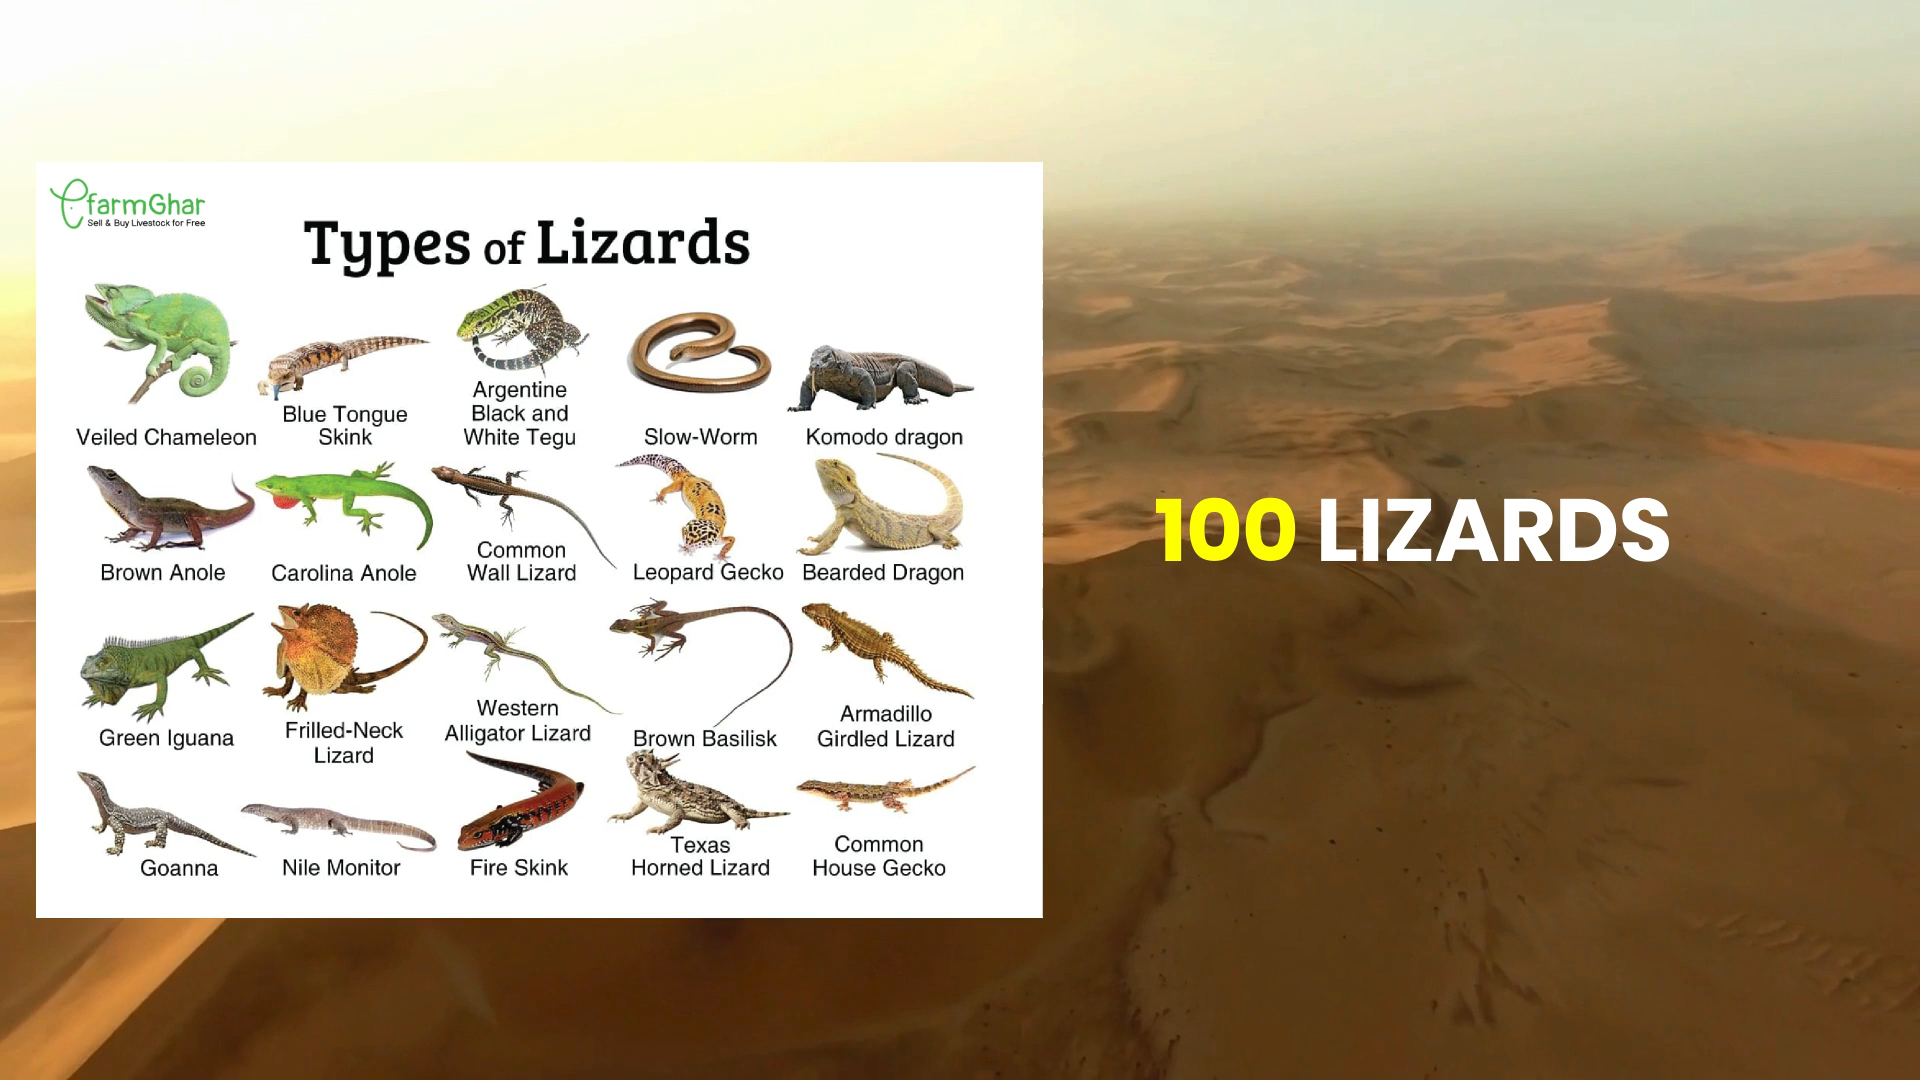 farmGhar
Sell & Buy Livestock for Free
Types of Lizards
Veiled Chameleon
Blue Tongue
Skink
Argentine
Black and
White Tegu
Slow-Worm
Komodo dragon
Brown Anole
Carolina Anole
Common
Wall Lizard
Leopard Gecko
Bearded Dragon
Green Iguana
Frilled-Neck
Lizard
Western
Alligator Lizard
Brown Basilisk
Armadillo
Girdled Lizard
Goanna
Nile Monitor
Fire Skink
Texas
Horned Lizard
Common
House Gecko
100 LIZARDS